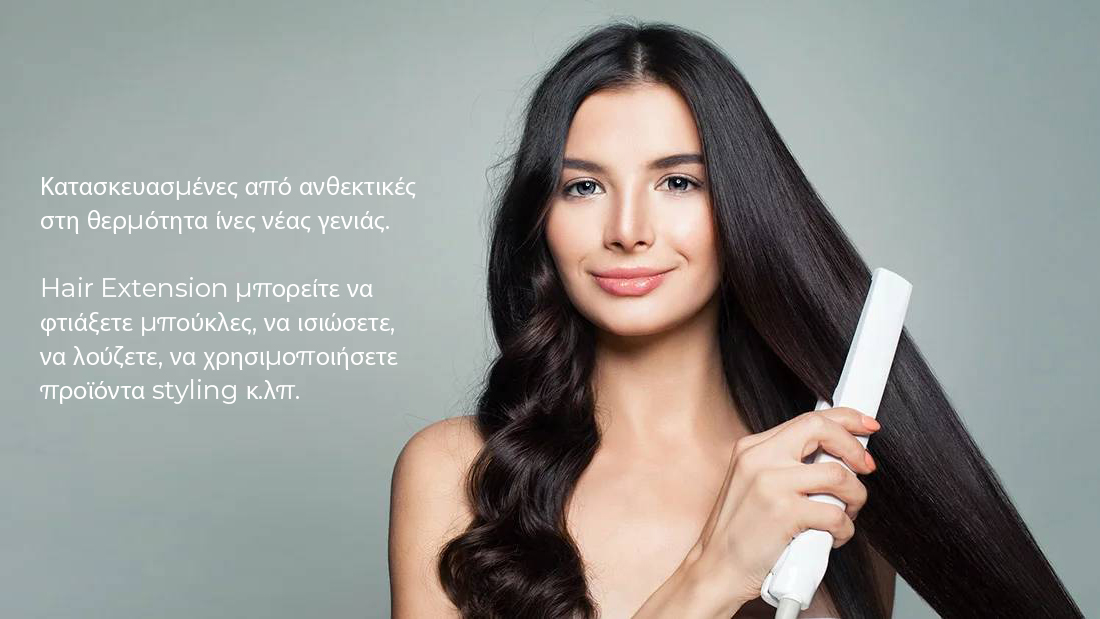 Κατασκευασμένες από ανθεκτικές
στη θερμότητα ίνες νέας γενιάς.
Hair Extension μπορείτε να
φτιάξετε μπούκλες, να ισιώσετε,
να λούζετε, να χρησιμοποιήσετε
προϊόντα styling κ.λπ.